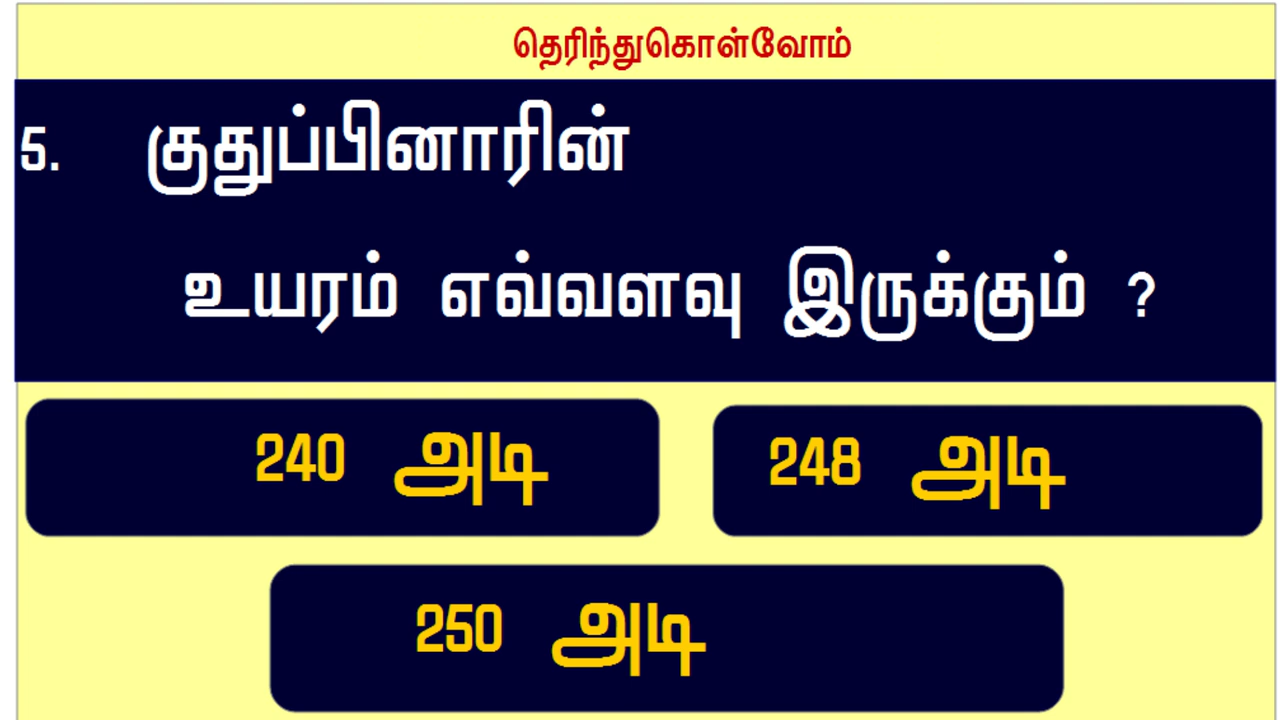 தெரிந்துகொள்வோம்
5. குதுப்பினாரின்
உயரம் எவ்வளவு இருக்கும் ?
240 அடி
248 அடி
250 அடி